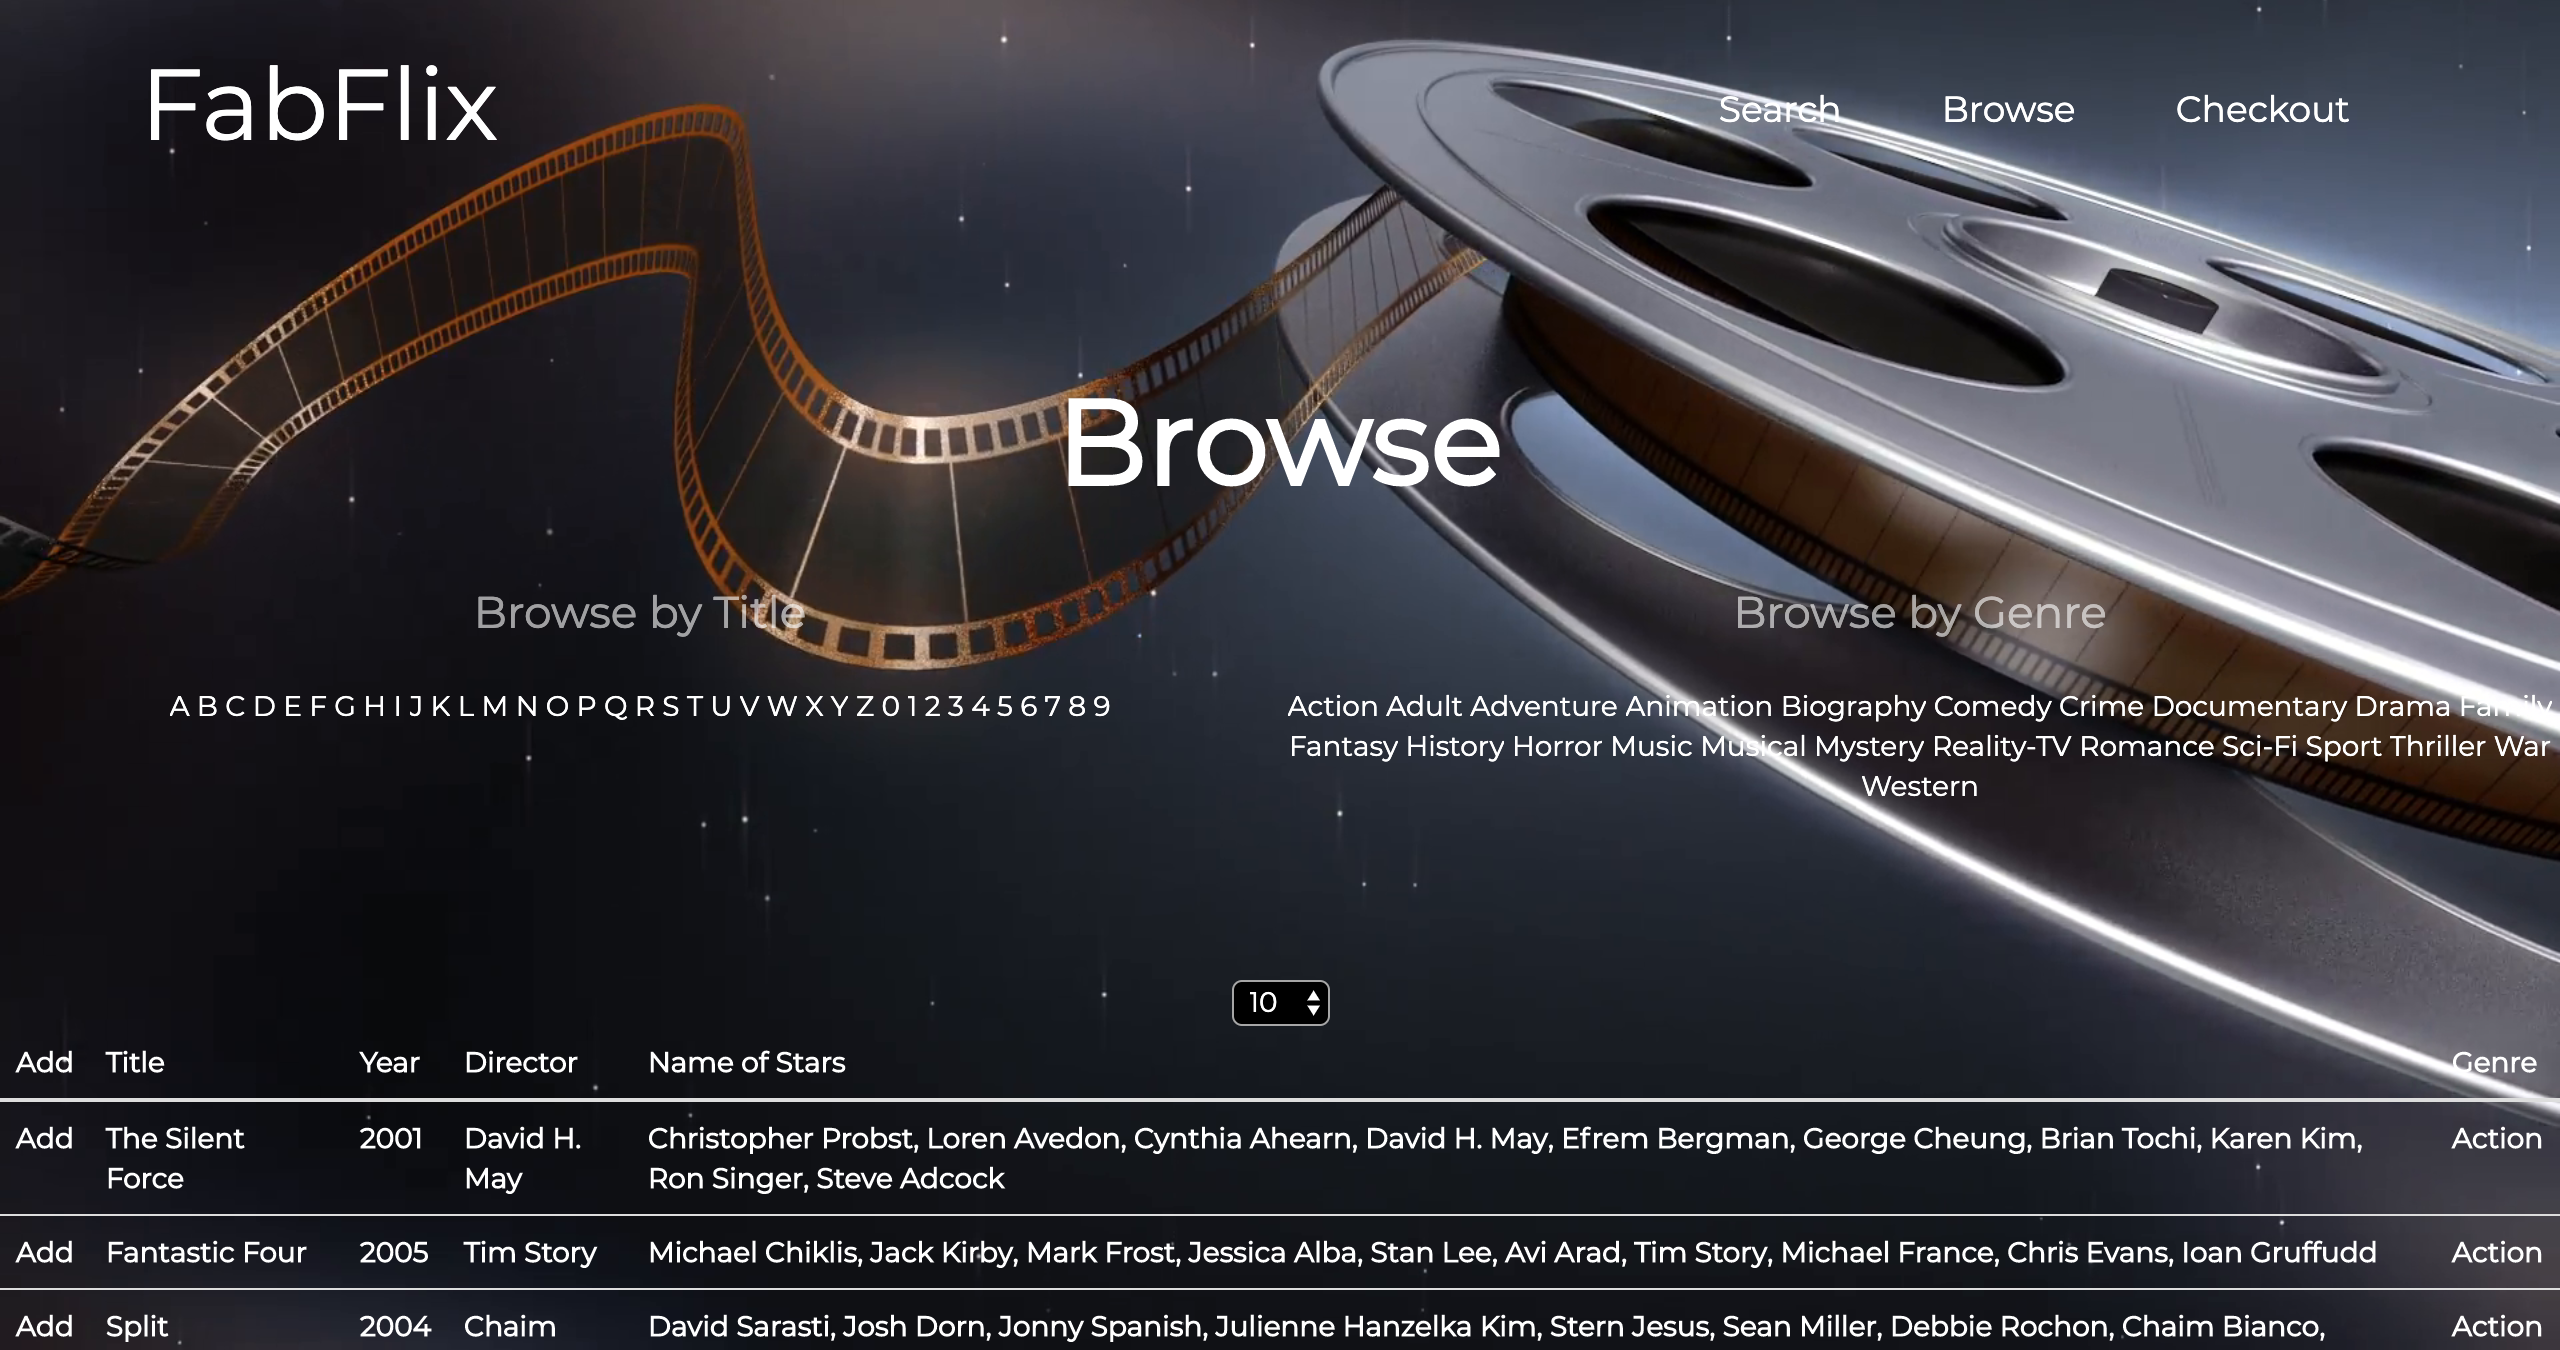 FabFlix
Search Browse Checkout
Browse
Browse by Title
A B C D E F G H I J K L M N O P Q R S T U V W X Y Z 0 1 2 3 4 5 6 7 8 9
Browse by Genre
Action Adult Adventure Animation Biography Comedy Crime Documentary Drama Family
Fantasy History Horror Music Musical Mystery Reality-TV Romance Sci-Fi Sport Thriller War
Western
10
Add Title Year Director Name of Stars Genre
Add The Silent 2001 David H. Christopher Probst, Loren Avedon, Cynthia Ahearn, David H. May, Efrem Bergman, George Cheung, Brian Tochi, Karen Kim, Action
Force May Ron Singer, Steve Adcock
Add Fantastic Four 2005 Tim Story Michael Chiklis, Jack Kirby, Mark Frost, Jessica Alba, Stan Lee, Avi Arad, Tim Story, Michael France, Chris Evans, Ioan Gruffudd Action
Add Split 2004 Chaim David Sarasti, Josh Dorn, Jonny Spanish, Julienne Hanzelka Kim, Stern Jesus, Sean Miller, Debbie Rochon, Chaim Bianco, Action